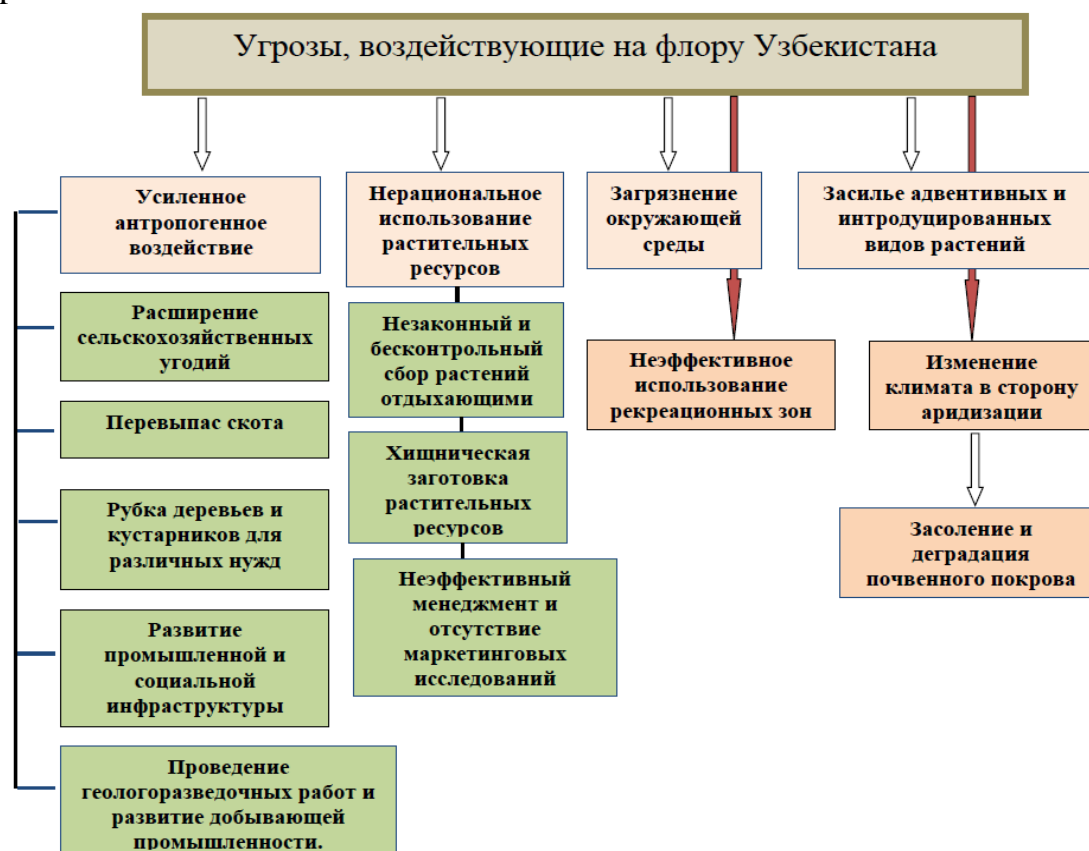 Угрозы, воздействующие на флору Узбекистана
Усиленное
антропогенное
воздействие
Расширение
сельскохозяйственных
угодий
Перевыпас скота
Рубка деревьев и
кустарников для
различных нужд
Развитие
промышленной и
социальной
инфраструктуры
Проведение
геологоразведочных работ и
развитие добывающей
промышленности.
Нерациональное
использование
растительных
ресурсов
Незаконный и
бесконтрольный
сбор растений
отдыхающими
Хищническая
заготовка
растительных
ресурсов
Неэффективный
менеджмент и
отсутствие
маркетинговых
исследований
Загрязнение
окружающей
среды
Неэффективное
использование
рекреационных зон
Засилье адвентивных и
интродуцированных
видов растений
Изменение
климата в сторону
аридизации
Засоление и
деградация
почвенного покрова